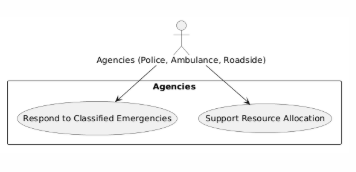 Agencies (Police, Ambulance, Roadside)
Agencies
Respond to Classified Emergencies
Support Resource Allocation